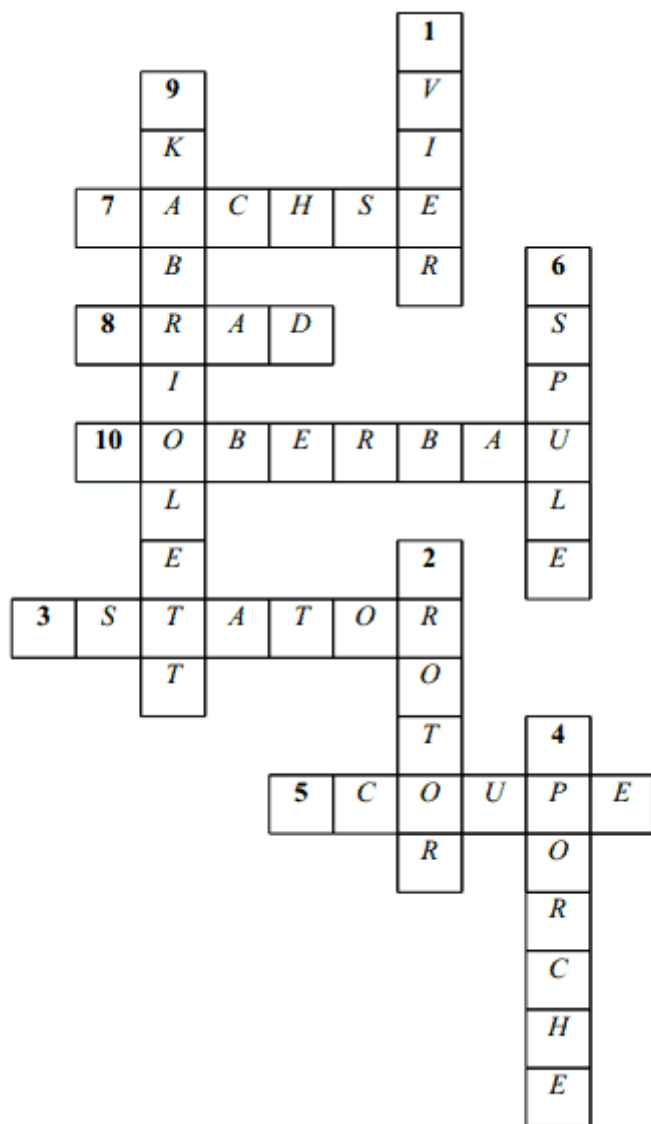 1
9 V
K I
7 A C H S E
B R 6
8 R A D S
I P
10 O B E R B A U
L L
E 2 E
3 S T A T O R
T O
T 4
5 C O U P E
R O
R
C
H
E